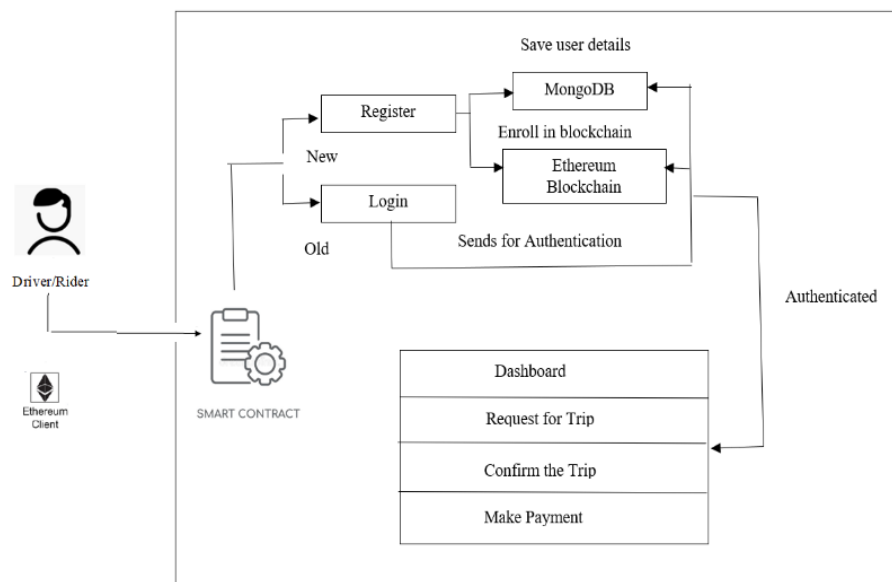 Save user details
MongoDB
Register
Enroll in blockchain
New
Ethereum
Blockchain
Login
Old
Sends for Authentication
Driver/Rider
Authenticated
Ethereum
Client
SMART CONTRACT
Dashboard
Request for Trip
Confirm the Trip
Make Payment